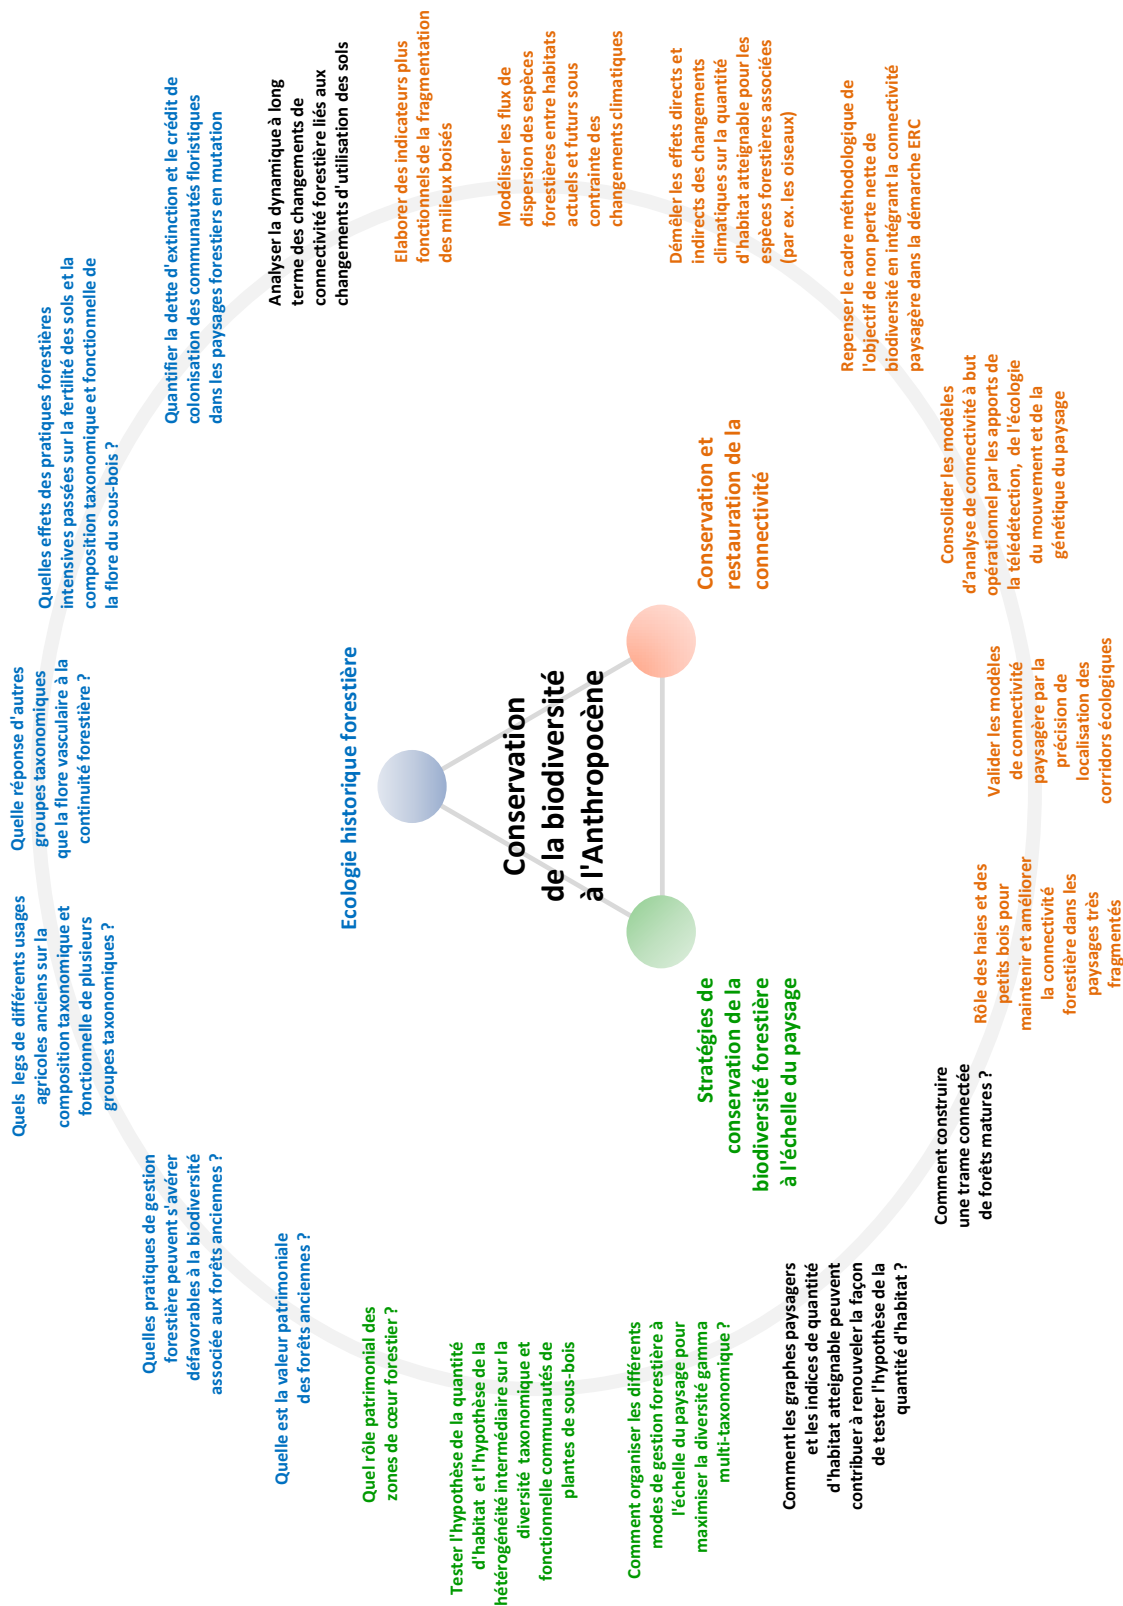 Ecologie historique forestière
Conservation
de la biodiversité
à l'Anthropocène
Stratégies de
conservation de la
biodiversité forestière
à l'échelle du paysage
Conservation et
restauration de la
connectivité
Quelle est la valeur patrimoniale
des forêts anciennes ?
Quelles pratiques de gestion
forestière peuvent s'avérer
défavorables à la biodiversité
associée aux forêts anciennes ?
Quels legs de différents usages
agricoles anciens sur la
composition taxonomique et
fonctionnelle de plusieurs
groupes taxonomiques ?
Quelle réponse d'autres
groupes taxonomiques
que la flore vasculaire à la
continuité forestière ?
Quelles effets des pratiques forestières
intensives passées sur la fertilité des sols et la
composition taxonomique et fonctionnelle de
la flore du sous-bois ?
Quantifier la dette d'extinction et le crédit de
colonisation des communautés floristiques
dans les paysages forestiers en mutation
Analyser la dynamique à long
terme des changements de
connectivité forestière liés aux
changements d'utilisation des sols
Elaborer des indicateurs plus
fonctionnels de la fragmentation
des milieux boisés
Modéliser les flux de
dispersion des espèces
forestières entre habitats
actuels et futurs sous
contrainte des
changements climatiques
Démêler les effets directs et
indirects des changements
climatiques sur la quantité
d'habitat atteignable pour les
espèces forestières associées
(par ex. les oiseaux)
Repenser le cadre méthodologique de
l'objectif de non perte nette de
biodiversité en intégrant la connectivité
paysagère dans la démarche ERC
Consolider les modèles
d'analyse de connectivité à but
opérationnel par les apports de
la télédétection, de l'écologie
du mouvement et de la
génétique du paysage
Valider les modèles
de connectivité
paysagère par la
précision de
localisation des
corridors écologiques
Rôle des haies et des
petits bois pour
maintenir et améliorer
la connectivité
forestière dans les
paysages très
fragmentés
Comment construire
une trame connectée
de forêts matures ?
Comment les graphes paysagers
et les indices de quantité
d'habitat atteignable peuvent
contribuer à renouveler la façon
de tester l'hypothèse de la
quantité d'habitat ?
Comment organiser les différents
modes de gestion forestière à
l'échelle du paysage pour
maximiser la diversité gamma
multi-taxonomique ?
Tester l'hypothèse de la quantité
d'habitat et l'hypothèse de la
hétérogénéité intermédiaire sur la
diversité taxonomique et
fonctionnelle communautés de
plantes de sous-bois
Quel rôle patrimonial des
zones de cœur forestier ?